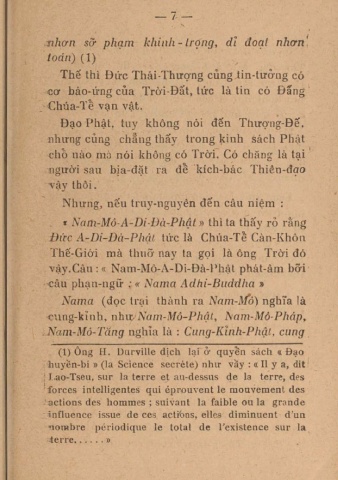 — 7 —
nhơn sở phạm khinh-trọng, dĩ đoạt nhơn
toán) (1)
Thế thì Đức Thái-Thượng cũng tin-tưởng có
cơ báo-ứng của Trời-Đất, tức là tin có Đấng
Chúa-Tể vạn vật.
Đạo Phật, tuy không nói đến Thượng-Đế,
nhưng cũng chẳng thấy trong kinh sách Phật
chỗ nào mà nói không có Trời. Có chăng là tại
người sau bịa-đặt ra để kích-bác Thiên-đạo
vậy thôi.
Nhưng, nếu truy-nguyên đến câu niệm :
« Nam-Mô-A-Di-Đà-Phật » thì ta thấy rõ rằng
Đức A-Di-Đà-Phật tức là Chúa-Tể Càn-Khôn
Thế-Giới mà thuở nay ta gọi là ông Trời đó
vậy. Câu : « Nam-Mô-A-Di-Đà-Phật phát-âm bởi
câu phạn-ngữ : « Nama Adhi-Buddha »
Nama (đọc trại thành ra Nam-Mô) nghĩa là
cung-kỉnh, như Nam-Mô-Phật, Nam-Mô-Pháp,
Nam-Mô-Tăng nghĩa là : Cung-Kỉnh-Phật, cung
(1) Ông H. Durville dịch lại ở quyển sách « Đạo
huyền-bí » (la Science secrète) như vầy : « Il y a, dit
Lao-Tseu, sur la terre et au-dessus de la terre, des
forces intelligentes qui éprouvent le mouvement des
actions des hommes ; suivant la faible ou la grande
influence issue de ces actions, elles diminuent d'un
nombre périodique le total de l'existence sur la
terre...... »